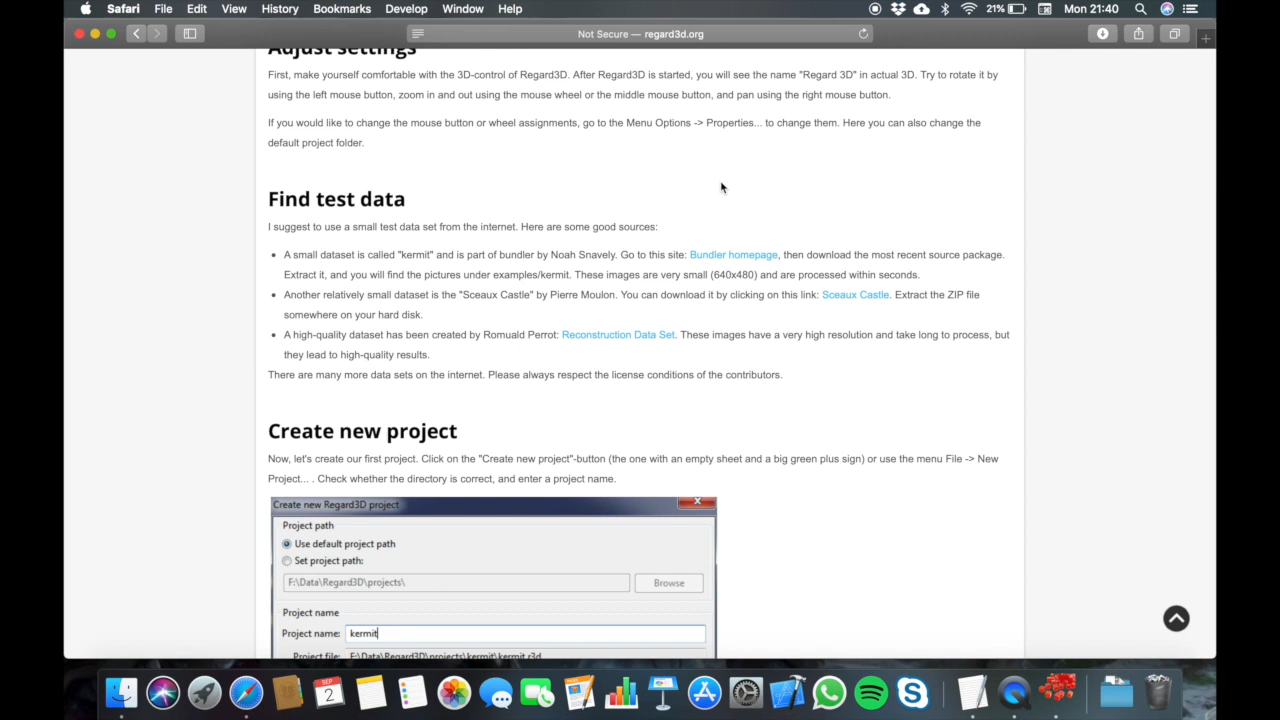 Safari File Edit View History Bookmarks Develop Window Help 21% Mon 21:40
Not Secure — regard3d.org
Adjust settings
First, make yourself comfortable with the 3D-control of Regard3D. After Regard3D is started, you will see the name "Regard 3D" in actual 3D. Try to rotate it by
using the left mouse button, zoom in and out using the mouse wheel or the middle mouse button, and pan using the right mouse button.
If you would like to change the mouse button or wheel assignments, go to the Menu Options -> Properties... to change them. Here you can also change the
default project folder.
Find test data
I suggest to use a small test data set from the internet. Here are some good sources:
• A small dataset is called "kermit" and is part of bundler by Noah Snavely. Go to this site: Bundler homepage, then download the most recent source package.
Extract it, and you will find the pictures under examples/kermit. These images are very small (640x480) and are processed within seconds.
• Another relatively small dataset is the "Sceaux Castle" by Pierre Moulon. You can download it by clicking on this link: Sceaux Castle. Extract the ZIP file
somewhere on your hard disk.
• A high-quality dataset has been created by Romuald Perrot: Reconstruction Data Set. These images have a very high resolution and take long to process, but
they lead to high-quality results.
There are many more data sets on the internet. Please always respect the license conditions of the contributors.
Create new project
Now, let's create our first project. Click on the "Create new project"-button (the one with an empty sheet and a big green plus sign) or use the menu File -> New
Project... . Check whether the directory is correct, and enter a project name.
Create new Regard3D project
Project path
Use default project path
Set project path:
F:\Data\Regard3D\projects\ Browse
Project name
Project name: kermit
Project file: F:\Data\Regard3D\projects\kermit\kermit.r3d
SEP
2